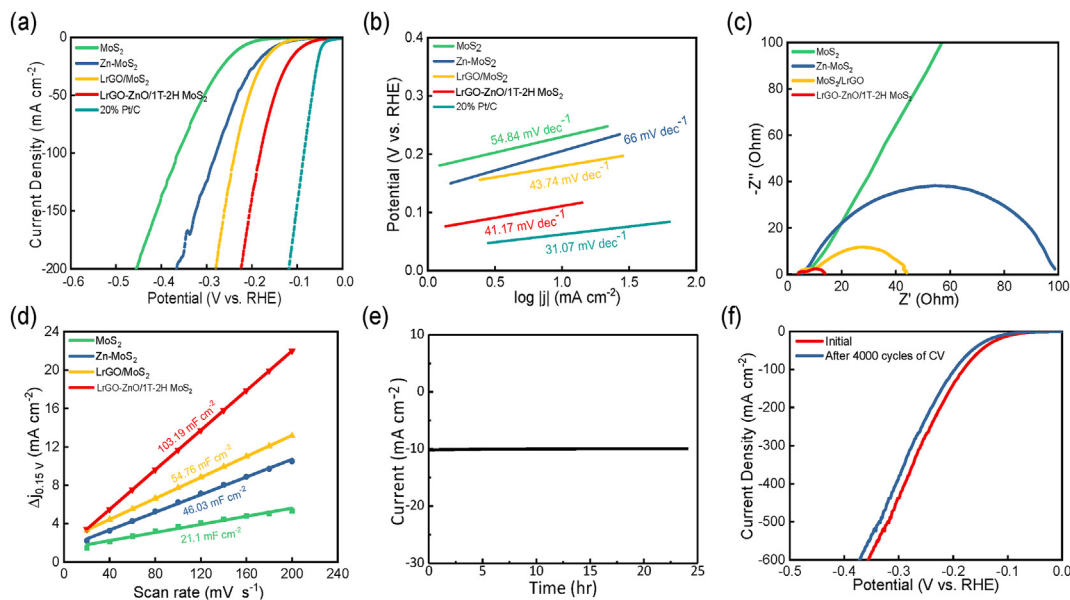 (a)
0
-50
-100
-150
-200
-0.6
-0.5
-0.4
-0.3
-0.2
-0.1
0.0
Current Density (mA cm-2)
Potential (V vs. RHE)
MoS2
Zn-MoS2
LrGO/MoS2
LrGO-ZnO/1T-2H MoS2
20% Pt/C
(b)
0.4
0.3
0.2
0.1
0.0
0.0
0.5
1.0
1.5
2.0
Potential (V vs. RHE)
log |j| (mA cm-2)
MoS2
Zn-MoS2
LrGO/MoS2
LrGO-ZnO/1T-2H MoS2
20% Pt/C
54.84 mV dec-1
66 mV dec-1
43.74 mV dec-1
41.17 mV dec-1
31.07 mV dec-1
(c)
100
80
60
40
20
0
0
20
40
60
80
100
-Z" (Ohm)
Z' (Ohm)
MoS2
Zn-MoS2
MoS2/LrGO
LrGO-ZnO/1T-2H MoS2
(d)
24
20
16
12
8
4
0
0
40
80
120
160
200
240
Δj0.15 V (mA cm-2)
Scan rate (mV s-1)
MoS2
Zn-MoS2
LrGO/MoS2
LrGO-ZnO/1T-2H MoS2
103.19 mF cm-2
54.76 mF cm-2
46.03 mF cm-2
21.1 mF cm-2
(e)
10
0
-10
-20
-30
0
5
10
15
20
25
Current (mA cm-2)
Time (hr)
(f)
0
-100
-200
-300
-400
-500
-600
-0.5
-0.4
-0.3
-0.2
-0.1
0.0
Current Density (mA cm-2)
Potential (V vs. RHE)
Initial
After 4000 cycles of CV